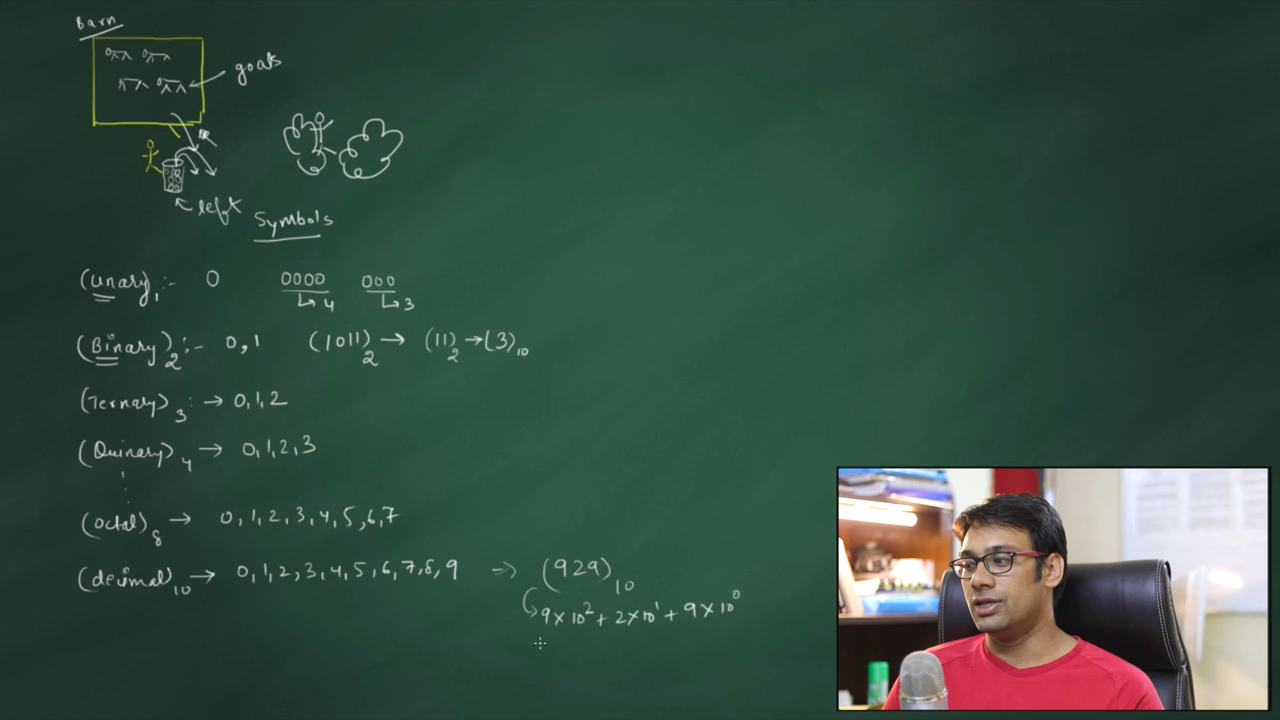 Barn
goats
left
Symbols
(Unary)₁ :- 0 0000 ↳ 4 000 ↳ 3
(Binary)₂ :- 0,1 (1011)₂ → (11)₂ → (3)₁₀
(Ternary)₃ : → 0,1,2
(Quinary)₄ → 0,1,2,3
(octal)₈ → 0,1,2,3,4,5,6,7
(decimal)₁₀ → 0,1,2,3,4,5,6,7,8,9 => (929)₁₀
↳ 9×10² + 2×10¹ + 9×10⁰